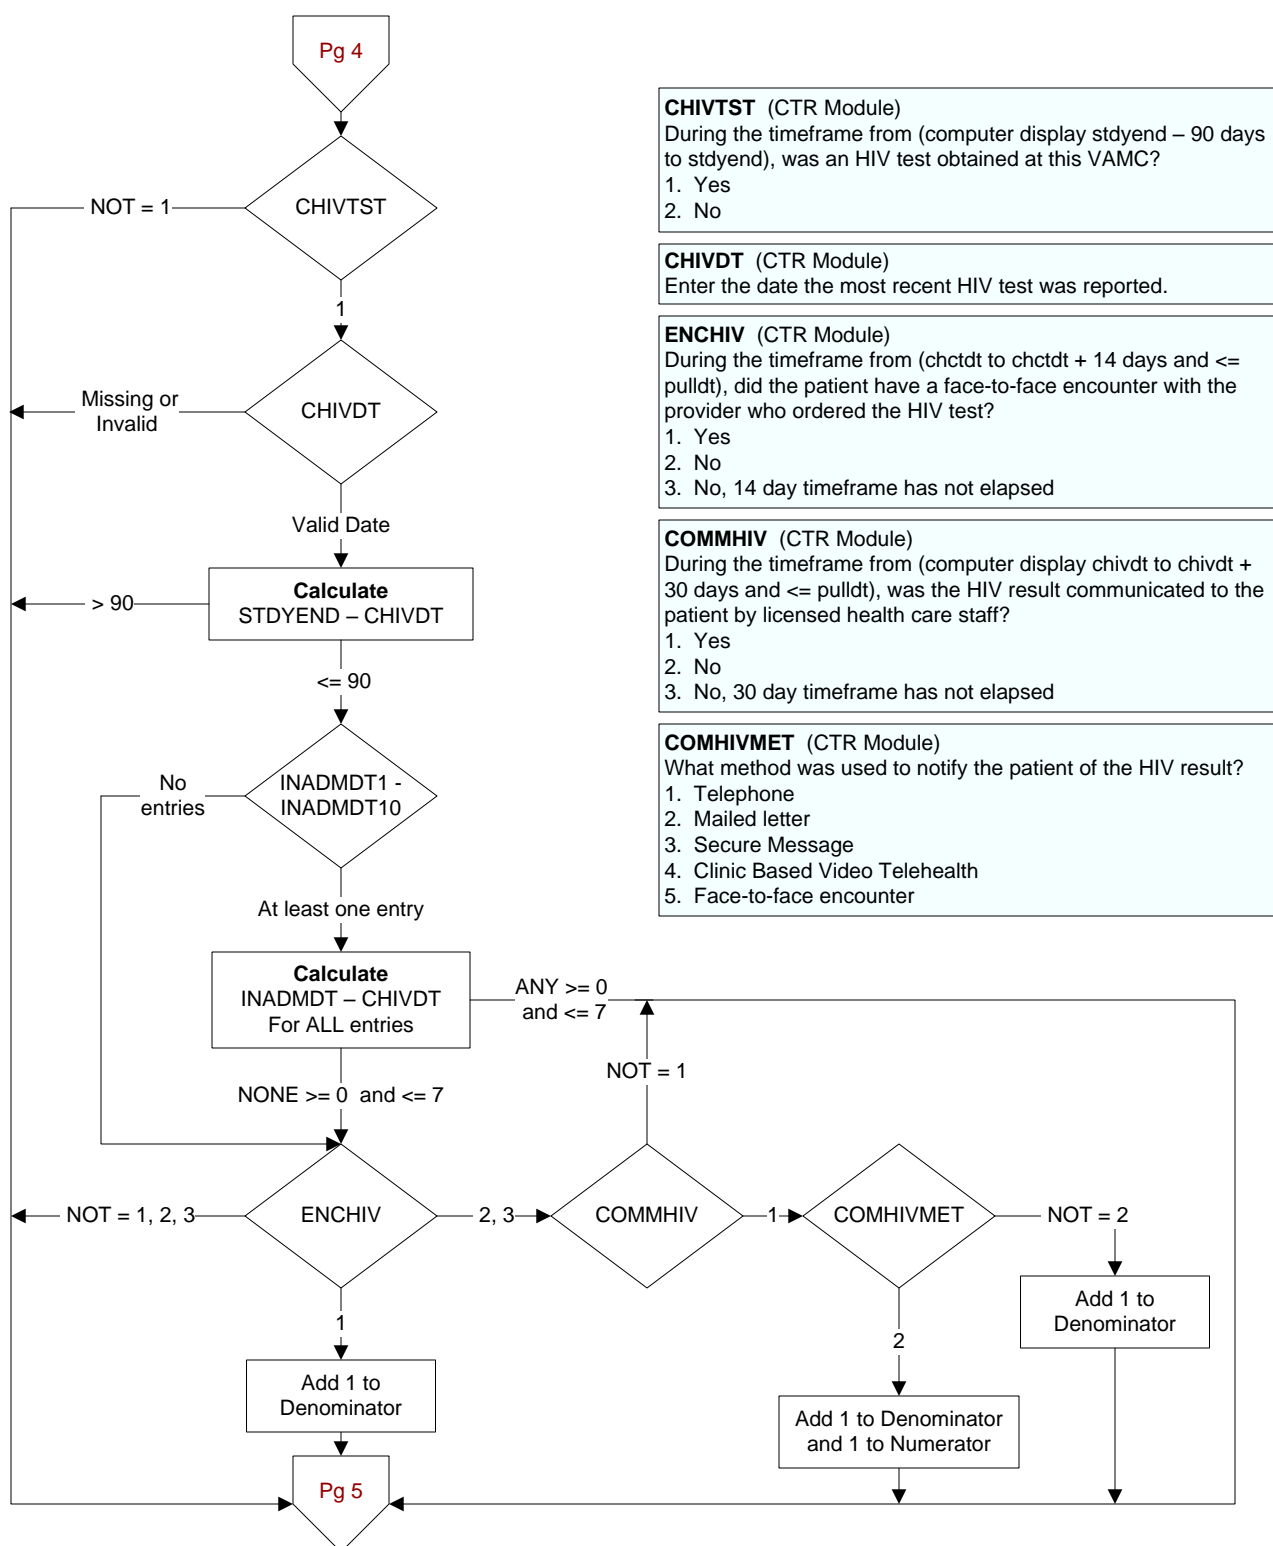 Pg 4
CHIVTST (CTR Module)
During the timeframe from (computer display stdyend – 90 days
to stdyend), was an HIV test obtained at this VAMC?
1. Yes
2. No
CHIVTST
NOT = 1
1
CHIVDT (CTR Module)
Enter the date the most recent HIV test was reported.
ENCHIV (CTR Module)
During the timeframe from (chctdt to chctdt + 14 days and <=
pulldt), did the patient have a face-to-face encounter with the
provider who ordered the HIV test?
1. Yes
2. No
3. No, 14 day timeframe has not elapsed
Missing or
Invalid
CHIVDT
Valid Date
COMMHIV (CTR Module)
During the timeframe from (computer display chivdt to chivdt +
30 days and <= pulldt), was the HIV result communicated to the
patient by licensed health care staff?
1. Yes
2. No
3. No, 30 day timeframe has not elapsed
Calculate
STDYEND – CHIVDT
> 90
<= 90
COMHIVMET (CTR Module)
What method was used to notify the patient of the HIV result?
1. Telephone
2. Mailed letter
3. Secure Message
4. Clinic Based Video Telehealth
5. Face-to-face encounter
No
entries
INADMDT1 -
INADMDT10
At least one entry
Calculate
INADMDT – CHIVDT
For ALL entries
ANY >= 0
and <= 7
NOT = 1
NONE >= 0 and <= 7
NOT = 1, 2, 3
ENCHIV
2, 3
COMMHIV
1
COMHIVMET
NOT = 2
Add 1 to
Denominator
1
2
Add 1 to
Denominator
Add 1 to Denominator
and 1 to Numerator
Pg 5